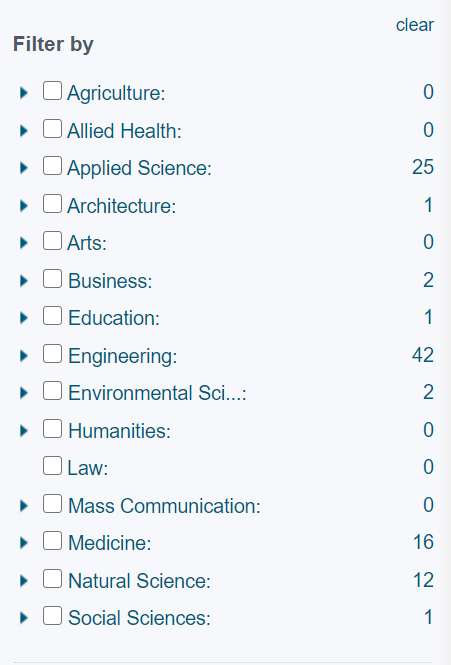 clear
Filter by
Agriculture: 0
Allied Health: 0
Applied Science: 25
Architecture: 1
Arts: 0
Business: 2
Education: 1
Engineering: 42
Environmental Sci...: 2
Humanities: 0
Law: 0
Mass Communication: 0
Medicine: 16
Natural Science: 12
Social Sciences: 1